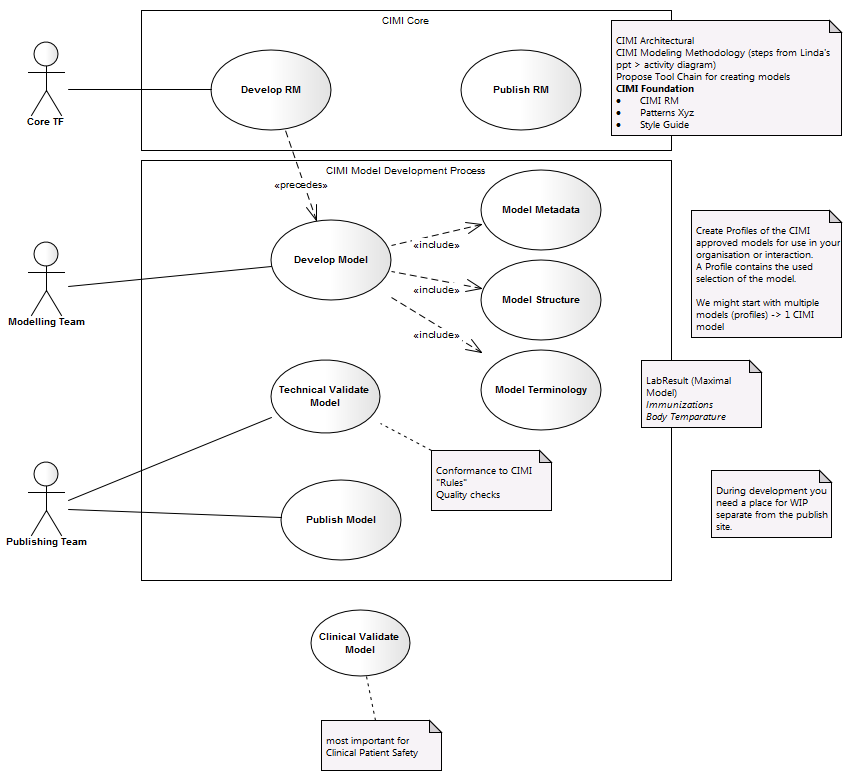 CIMI Core
Core TF
Develop RM
Publish RM
CIMI Architectural
CIMI Modeling Methodology (steps from Linda's
ppt > activity diagram)
Propose Tool Chain for creating models
CIMI Foundation
• CIMI RM
• Patterns Xyz
• Style Guide
«precedes»
CIMI Model Development Process
Modelling Team
Develop Model
«include»
«include»
«include»
Model Metadata
Model Structure
Model Terminology
Create Profiles of the CIMI
approved models for use in your
organisation or interaction.
A Profile contains the used
selection of the model.
We might start with multiple
models (profiles) -> 1 CIMI
model
Technical Validate
Model
LabResult (Maximal
Model)
Immunizations
Body Temparature
Conformance to CIMI
"Rules"
Quality checks
Publishing Team
Publish Model
During development you
need a place for WIP
separate from the publish
site.
Clinical Validate
Model
most important for
Clinical Patient Safety